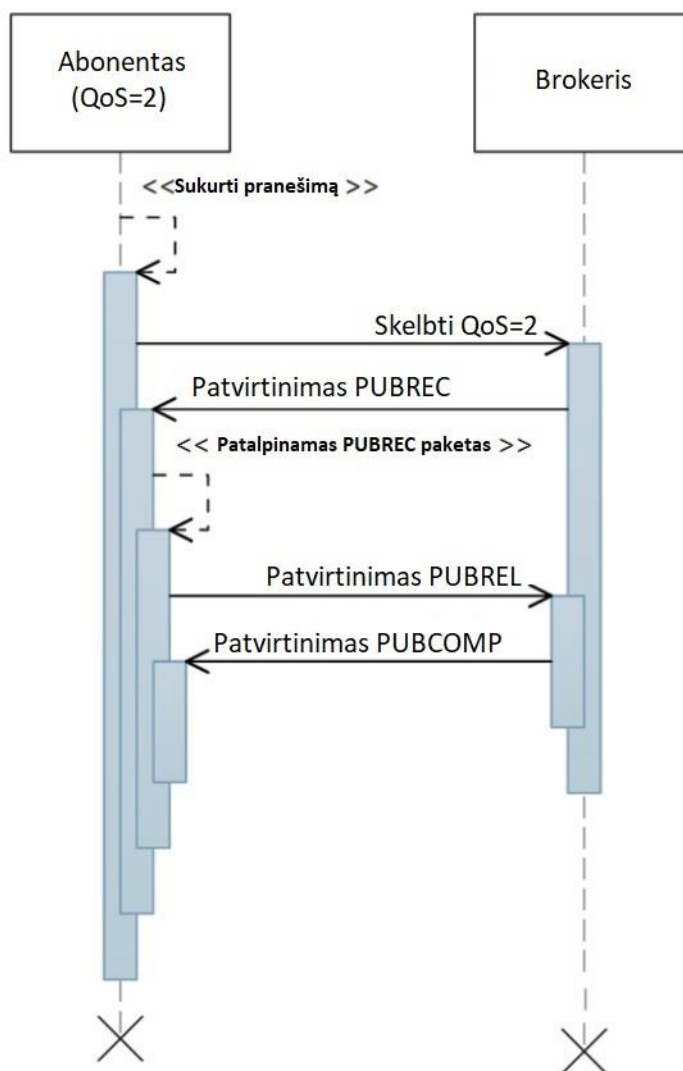 Abonentas
(QoS=2)
Brokeris
<<Sukurti pranešimą >>
Skelbti QoS=2
Patvirtinimas PUBREC
<< Patalpinamas PUBREC paketas >>
Patvirtinimas PUBREL
Patvirtinimas PUBCOMP